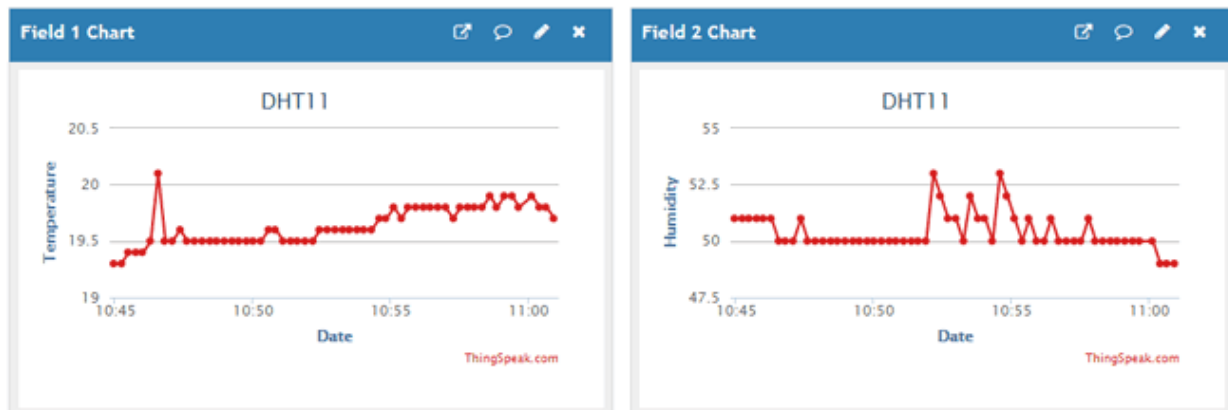 Field 1 Chart
DHT11
Temperature
20.5
20
19.5
19
10:45 10:50 10:55 11:00
Date
ThingSpeak.com
Field 2 Chart
DHT11
Humidity
55
52.5
50
47.5
10:45 10:50 10:55 11:00
Date
ThingSpeak.com